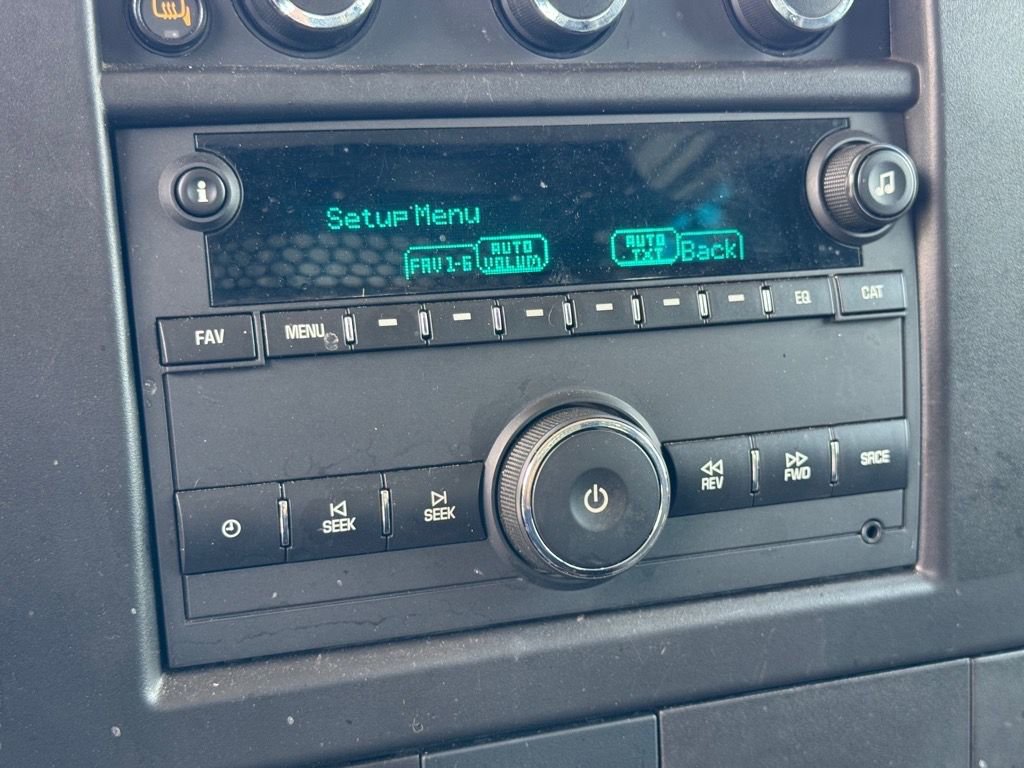 i
Setup Menu
FAV 1-6 AUTO VOLUM AUTO TXT Back
FAV MENU EQ CAT
SEEK SEEK REV FWD SRCE